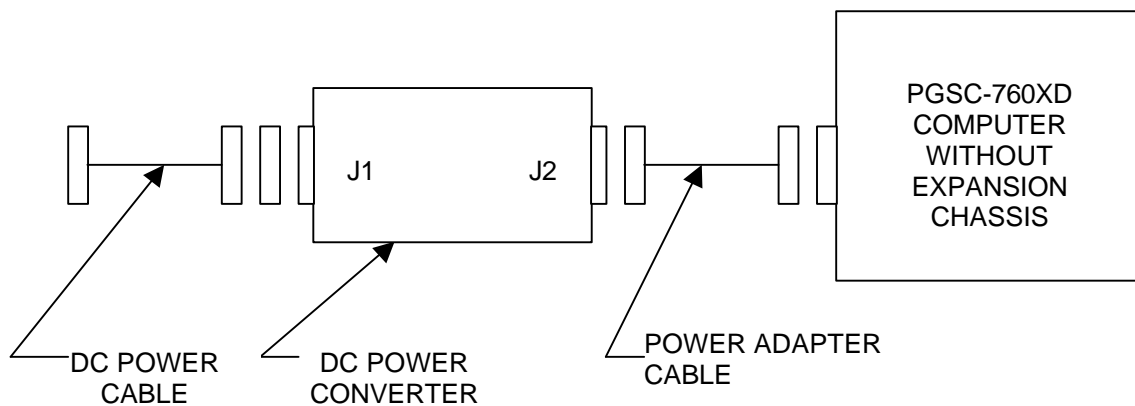 PGSC-760XD
COMPUTER
WITHOUT
EXPANSION
CHASSIS
J1
J2
DC POWER
CABLE
DC POWER
CONVERTER
POWER ADAPTER
CABLE